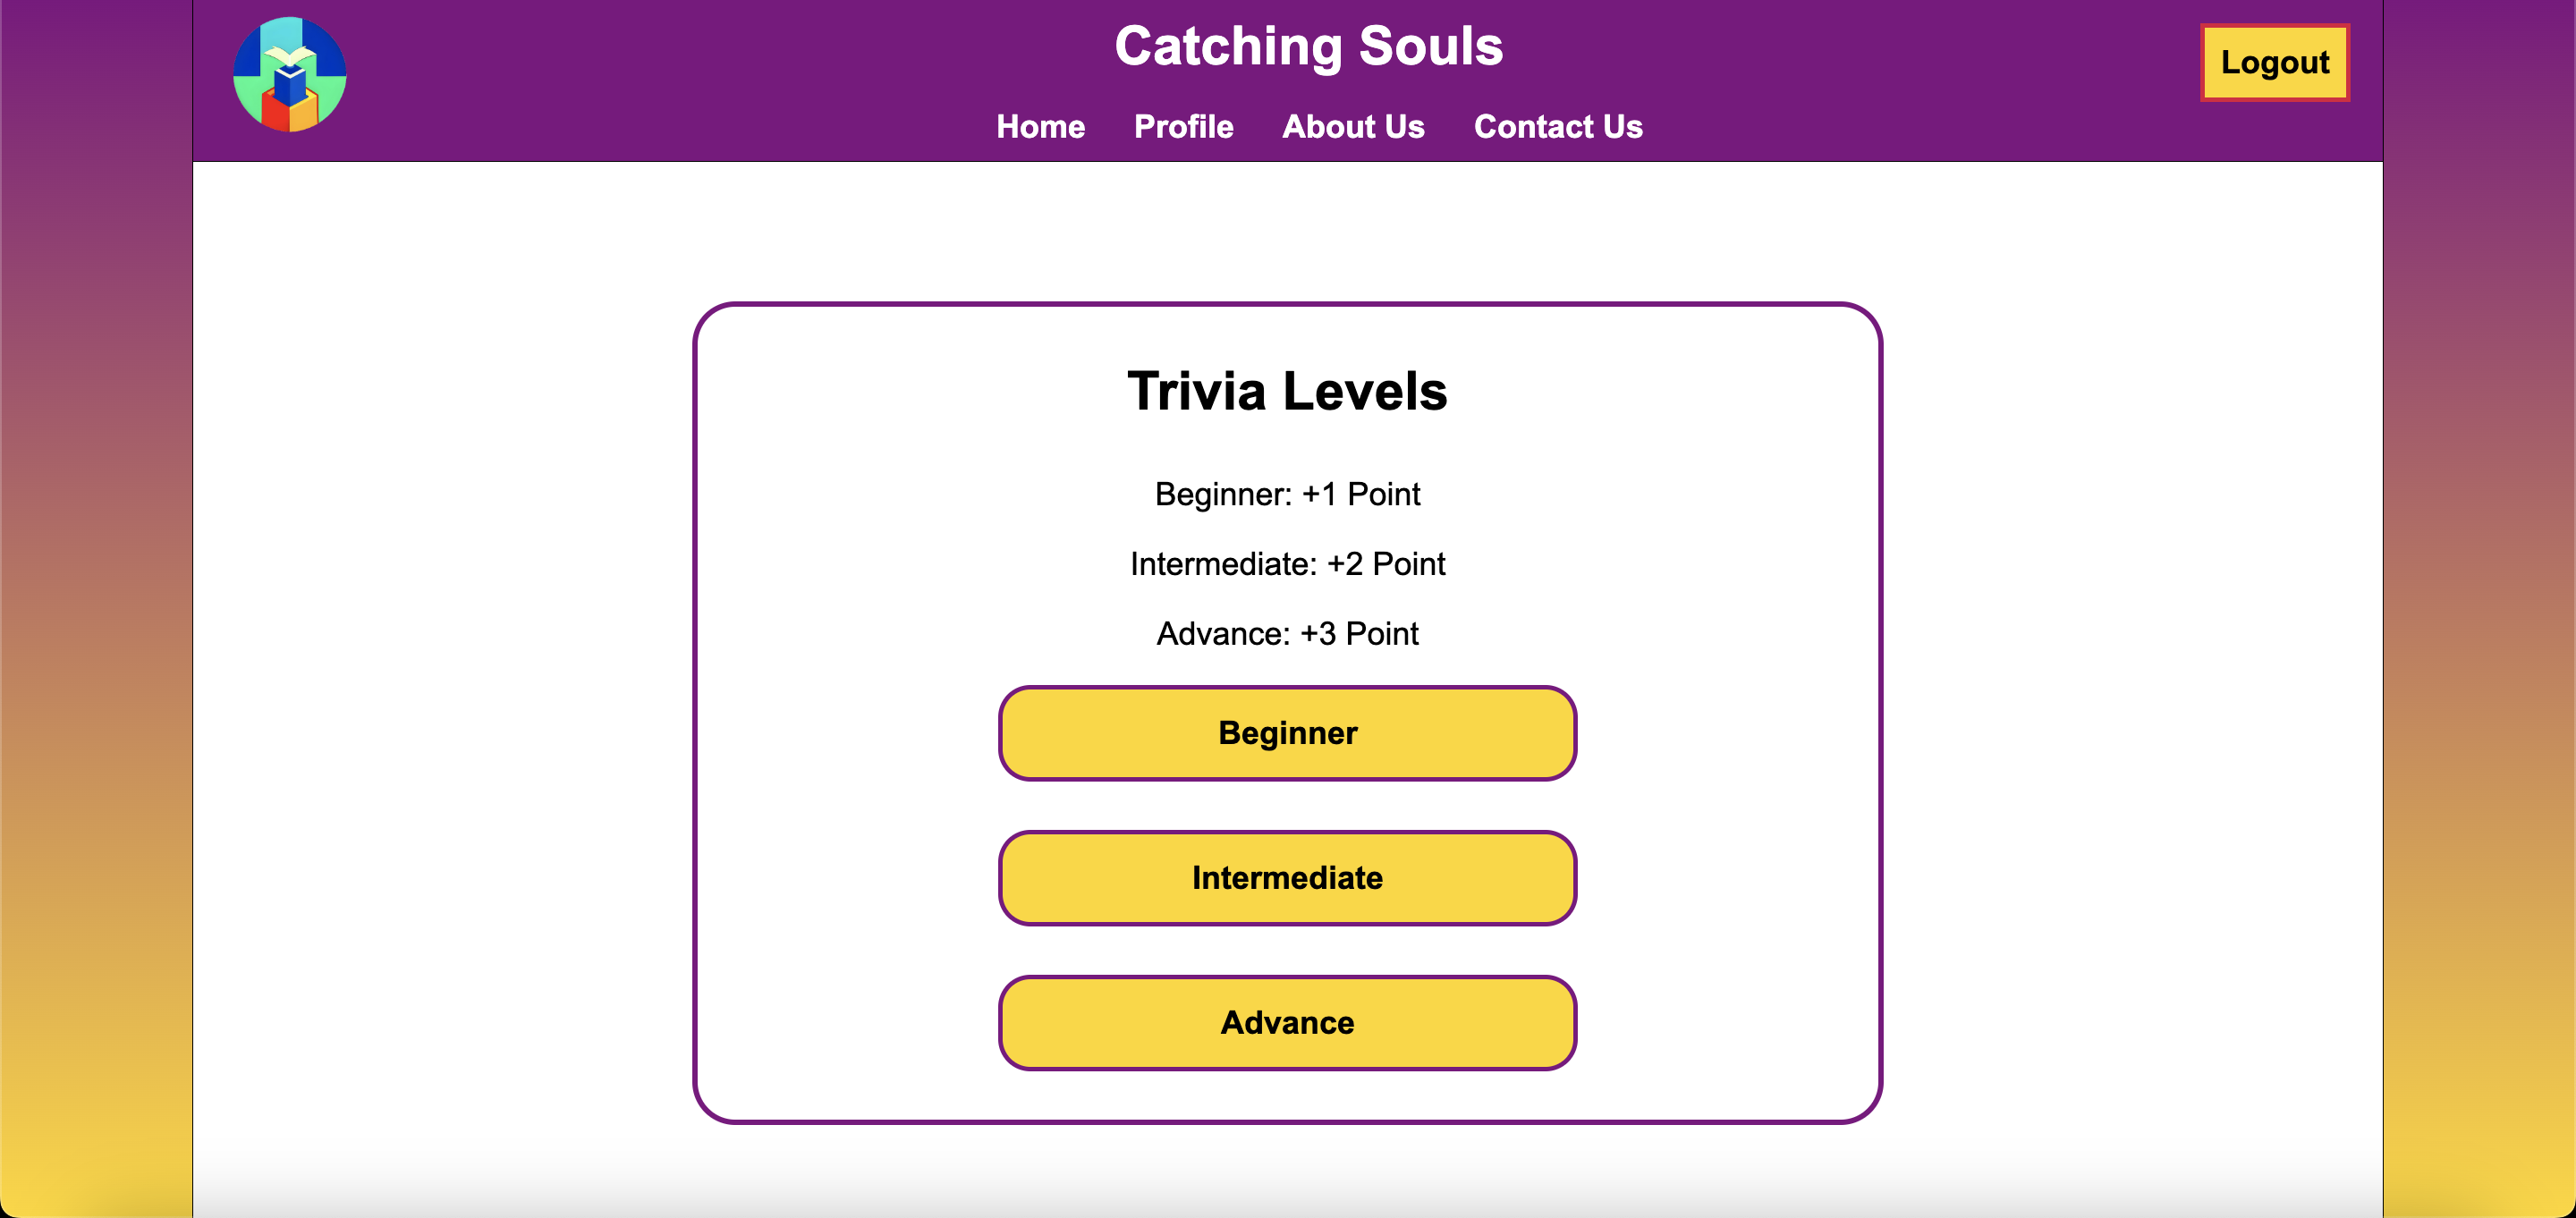 Catching Souls
Logout
Home Profile About Us Contact Us
Trivia Levels
Beginner: +1 Point
Intermediate: +2 Point
Advance: +3 Point
Beginner
Intermediate
Advance